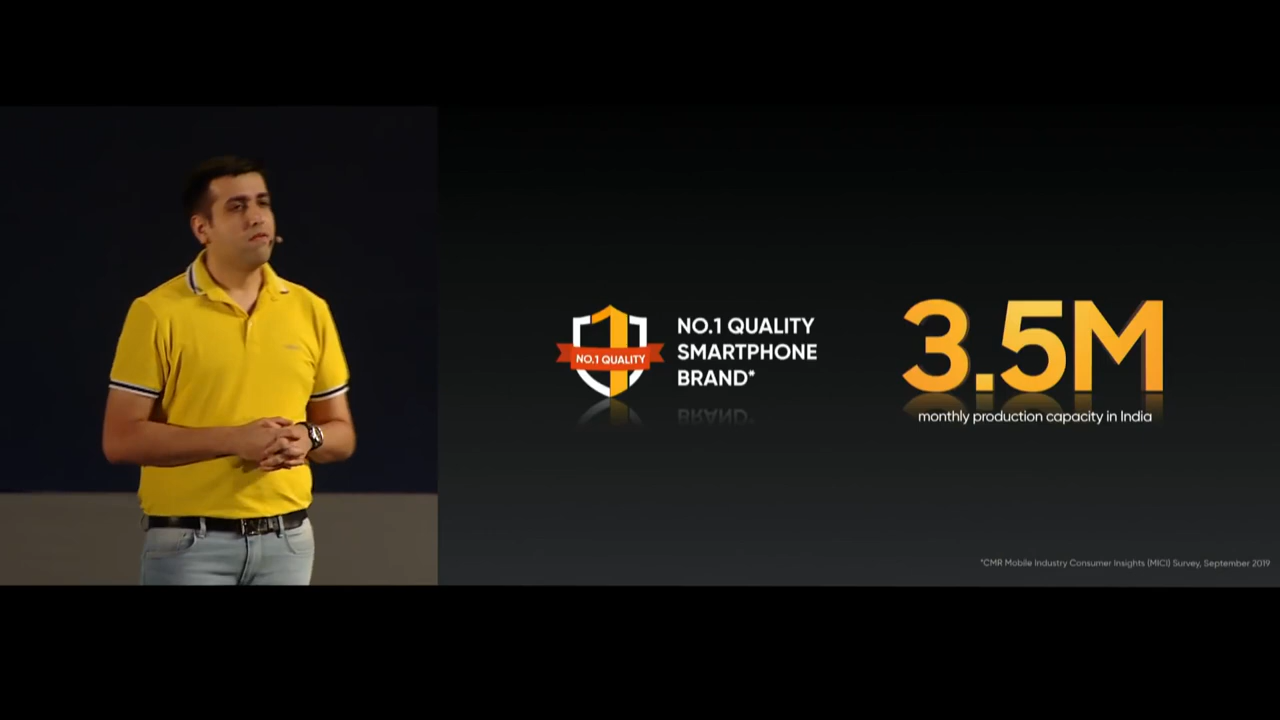 NO.1 QUALITY
NO.1 QUALITY
SMARTPHONE
BRAND*
3.5M
monthly production capacity in India
*CMR Mobile Industry Consumer Insights (MICI) Survey, September 2019